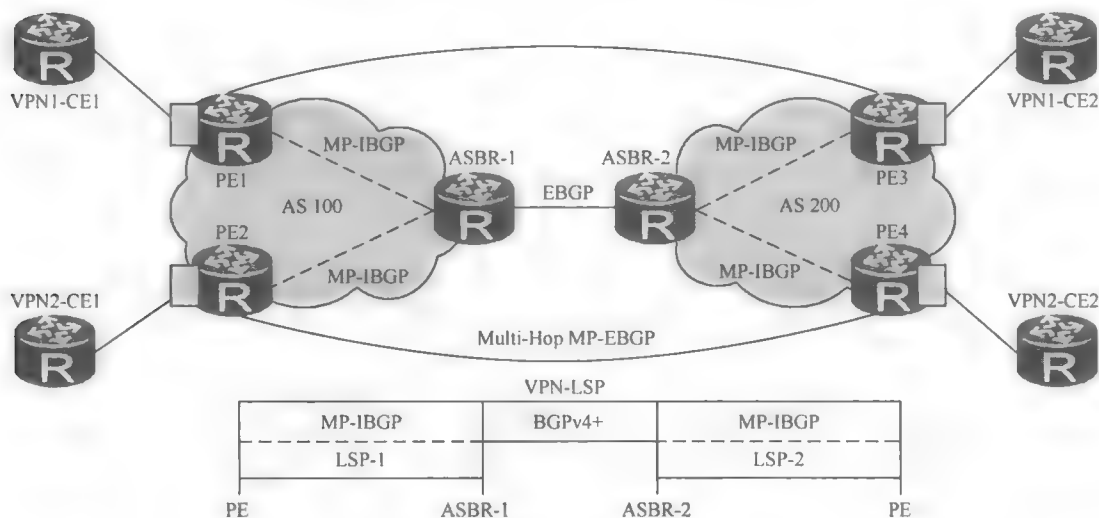 VPN1-CE1
VPN1-CE2
MP-IBGP
MP-IBGP
ASBR-1
ASBR-2
PE1
PE3
EBGP
AS 100
AS 200
PE2
PE4
MP-IBGP
MP-IBGP
VPN2-CE1
VPN2-CE2
Multi-Hop MP-EBGP
VPN-LSP
MP-IBGP BGPv4+ MP-IBGP
LSP-1 LSP-2
PE ASBR-1 ASBR-2 PE
R
R
R
R
R
R
R
R
R
R